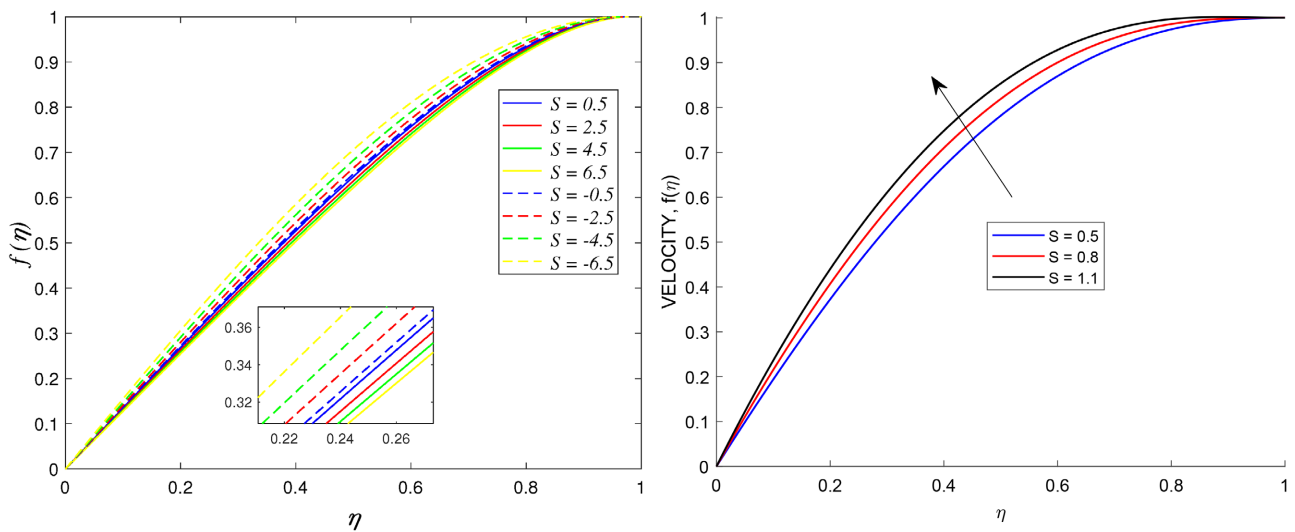 1
0.9
0.8
0.7
0.6
0.5
0.4
0.3
0.2
0.1
0
f (η)
S = 0.5
S = 2.5
S = 4.5
S = 6.5
S = -0.5
S = -2.5
S = -4.5
S = -6.5
0.36
0.34
0.32
0.22 0.24 0.26
0 0.2 0.4 0.6 0.8 1
η
1
0.9
0.8
0.7
0.6
0.5
0.4
0.3
0.2
0.1
0
VELOCITY, f(η)
S = 0.5
S = 0.8
S = 1.1
0 0.2 0.4 0.6 0.8 1
η